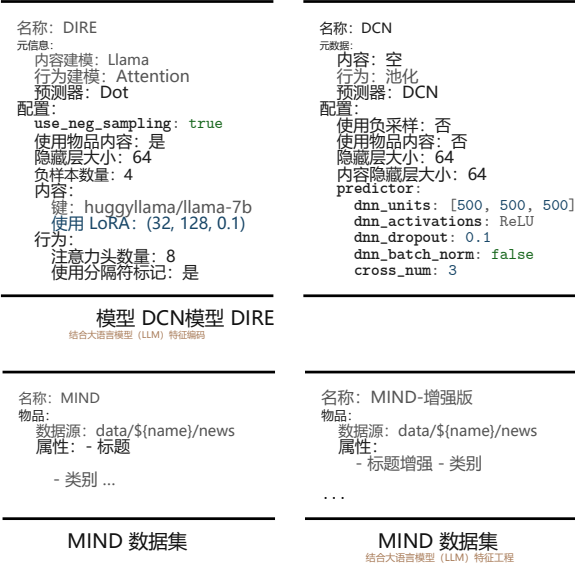 名称：DIRE
元信息：
内容建模：Llama
行为建模：Attention
预测器：Dot
配置：
use_neg_sampling: true
使用物品内容：是
隐藏层大小：64
负样本数量：4
内容：
键：huggyllama/llama-7b
使用 LoRA：(32, 128, 0.1)
行为：
注意力头数量：8
使用分隔符标记：是
名称：DCN
元数据：
内容：空
行为：池化
预测器：DCN
配置：
使用负采样：否
使用物品内容：否
隐藏层大小：64
内容隐藏层大小：64
predictor:
dnn_units: [500, 500, 500]
dnn_activations: ReLU
dnn_dropout: 0.1
dnn_batch_norm: false
cross_num: 3
模型 DCN模型 DIRE
结合大语言模型（LLM）特征编码
名称：MIND
物品：
数据源：data/${name}/news
属性：- 标题
- 类别 ...
MIND 数据集
名称：MIND-增强版
物品：
数据源：data/${name}/news
属性：
- 标题增强 - 类别
...
MIND 数据集
结合大语言模型（LLM）特征工程